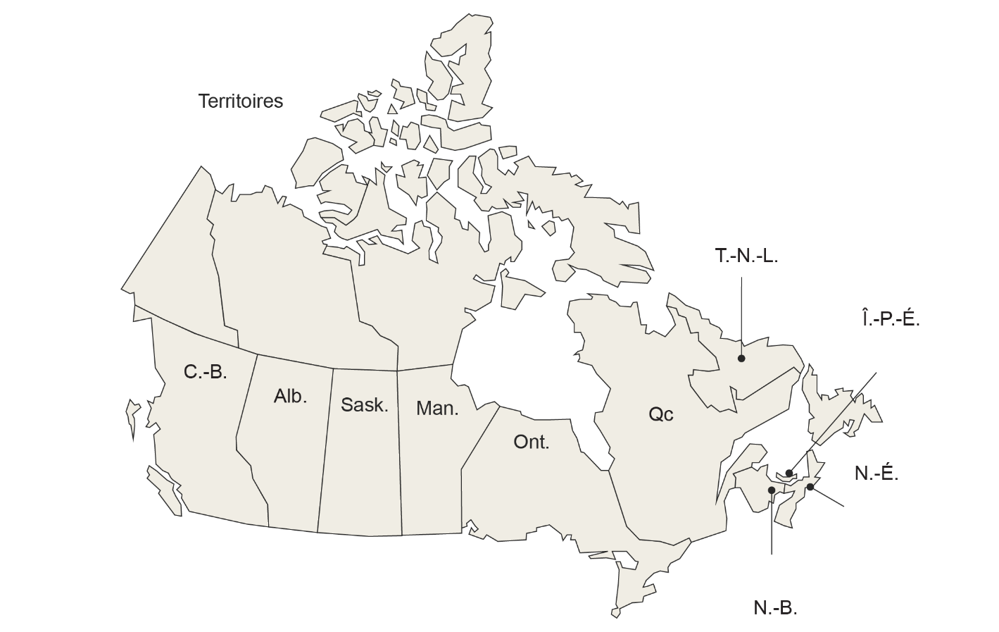 Territoires
T.-N.-L.
Î.-P.-É.
C.-B.
Alb.
Sask.
Man.
Qc
Ont.
N.-É.
N.-B.